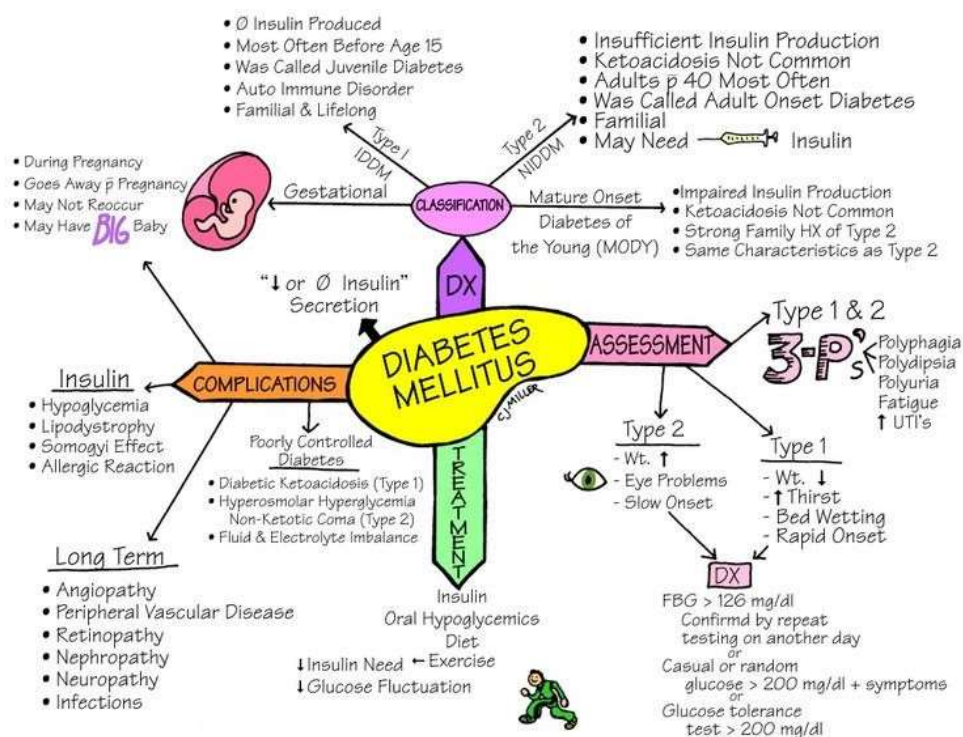 • Ø Insulin Produced
• Most Often Before Age 15
• Was Called Juvenile Diabetes
• Auto Immune Disorder
• Familial & Lifelong
• Insufficient Insulin Production
• Ketoacidosis Not Common
• Adults p̄ 40 Most Often
• Was Called Adult Onset Diabetes
• Familial
• May Need Insulin
Type 1
IDDM
Type 2
NIDDM
• During Pregnancy
• Goes Away p̄ Pregnancy
• May Not Reoccur
• May Have BIG Baby
Gestational
CLASSIFICATION
Mature Onset
Diabetes of
the Young (MODY)
• Impaired Insulin Production
• Ketoacidosis Not Common
• Strong Family HX of Type 2
• Same Characteristics as Type 2
DX
"↓ or Ø Insulin"
Secretion
DIABETES
MELLITUS
CJ MILLER
ASSESSMENT
Type 1 & 2
3-P's
Polyphagia
Polydipsia
Polyuria
Fatigue
↑ UTI's
COMPLICATIONS
Insulin
• Hypoglycemia
• Lipodystrophy
• Somogyi Effect
• Allergic Reaction
Poorly Controlled
Diabetes
• Diabetic Ketoacidosis (Type 1)
• Hyperosmolar Hyperglycemia
Non-Ketotic Coma (Type 2)
• Fluid & Electrolyte Imbalance
Long Term
• Angiopathy
• Peripheral Vascular Disease
• Retinopathy
• Nephropathy
• Neuropathy
• Infections
TREATMENT
Insulin
Oral Hypoglycemics
Diet
↓ Insulin Need ← Exercise
↓ Glucose Fluctuation
Type 2
- Wt. ↑
- Eye Problems
- Slow Onset
Type 1
- Wt. ↓
- ↑ Thirst
- Bed Wetting
- Rapid Onset
DX
FBG > 126 mg/dl
Confirmed by repeat
testing on another day
or
Casual or random
glucose > 200 mg/dl + symptoms
or
Glucose tolerance
test > 200 mg/dl